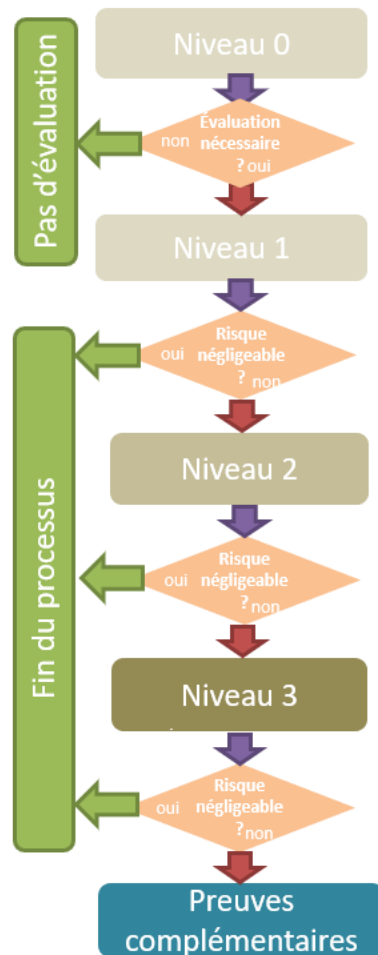 Niveau 0
Pas d'évaluation
Évaluation
nécessaire
?
non
oui
Niveau 1
Risque
négligeable
?
oui
non
Niveau 2
Fin du processus
Risque
négligeable
?
oui
non
Niveau 3
Risque
négligeable
?
oui
non
Preuves
complémentaires